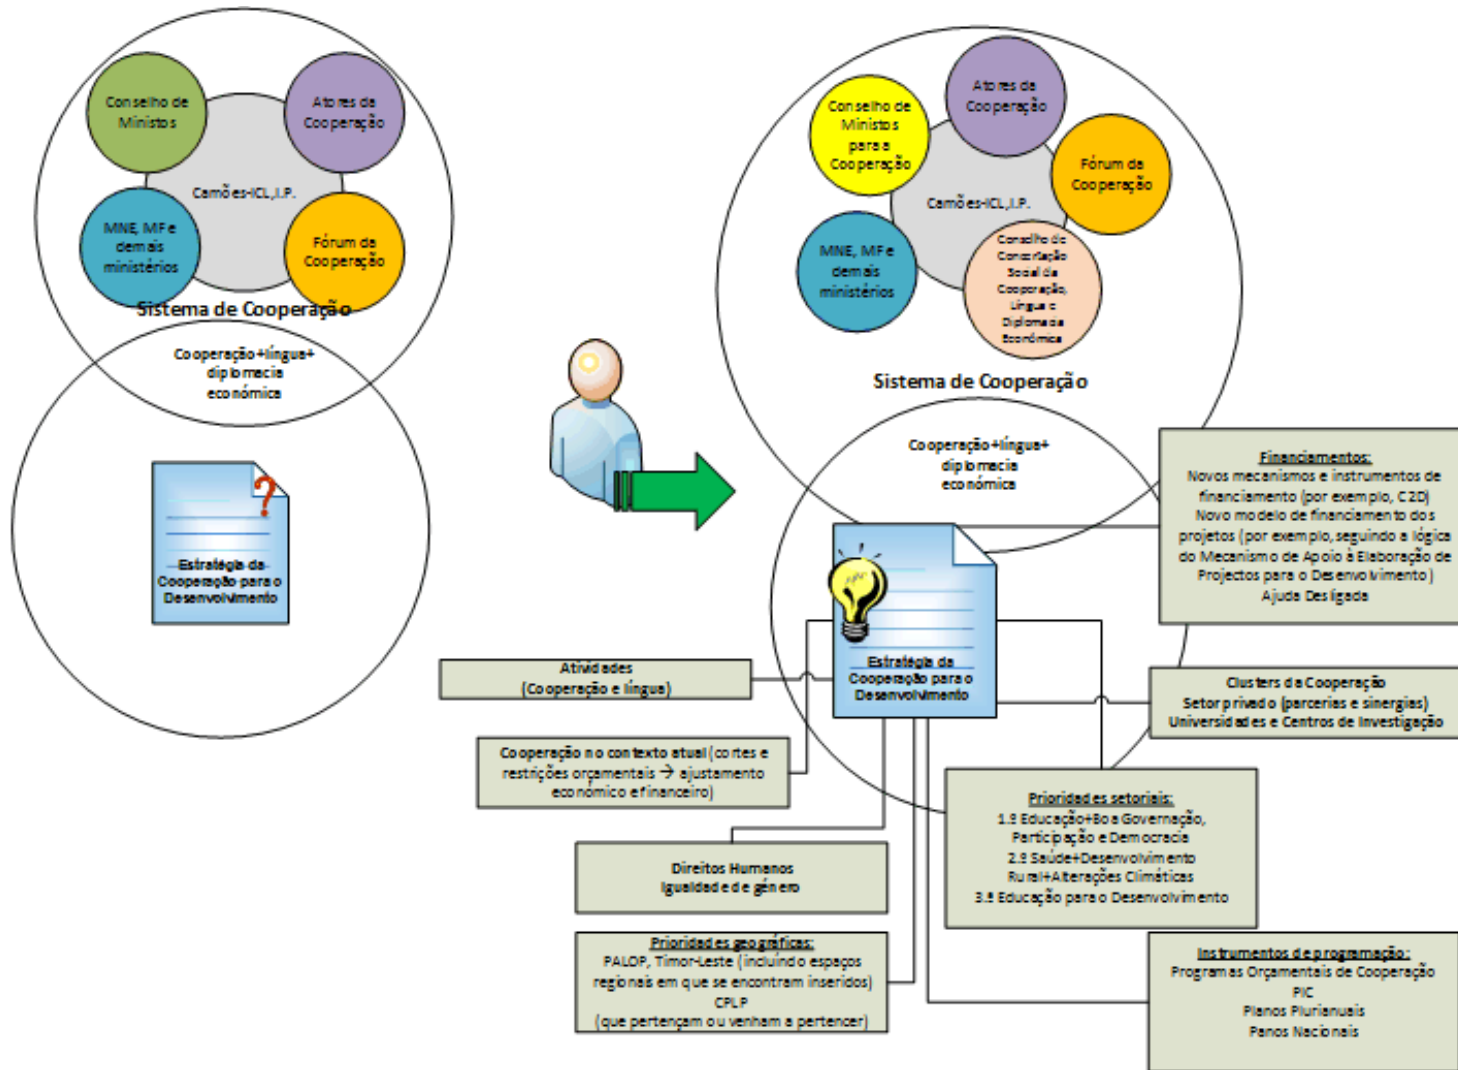 Conselho de
Ministos
Atores da
Cooperação
Camões-ICL,I.P.
MNE, MF e
demais
ministérios
Fórum da
Cooperação
Sistema de Cooperação
Cooperação+língua+
diplomacia
económica
?
Estratégia da
Cooperação para o
Desenvolvimento
Conselho de
Ministos
para a
Cooperação
Atores da
Cooperação
Fórum da
Cooperação
Camões-ICL,I.P.
MNE, MF e
demais
ministérios
Conselho de
Concertação
Social da
Cooperação,
Língua e
Diplomacia
Económica
Sistema de Cooperação
Cooperação+língua+
diplomacia
económica
Estratégia da
Cooperação para o
Desenvolvimento
Financiamentos:
Novos mecanismos e instrumentos de
financiamento (por exemplo, C2D)
Novo modelo de financiamento dos
projetos (por exemplo, seguindo a lógica
do Mecanismo de Apoio à Elaboração de
Projectos para o Desenvolvimento)
Ajuda Desligada
Atividades
(Cooperação e língua)
Clusters da Cooperação
Setor privado (parcerias e sinergias)
Universidades e Centros de Investigação
Cooperação no contexto atual (cortes e
restrições orçamentais → ajustamento
económico e financeiro)
Prioridades setoriais:
1.º Educação+Boa Governação,
Participação e Democracia
2.º Saúde+Desenvolvimento
Rural+Alterações Climáticas
3.º Educação para o Desenvolvimento
Direitos Humanos
Igualdade de género
Prioridades geográficas:
PALOP, Timor-Leste (incluíndo espaços
regionais em que se encontram inseridos)
CPLP
(que pertençam ou venham a pertencer)
Instrumentos de programação:
Programas Orçamentais de Cooperação
PIC
Planos Plurianuais
Panos Nacionais